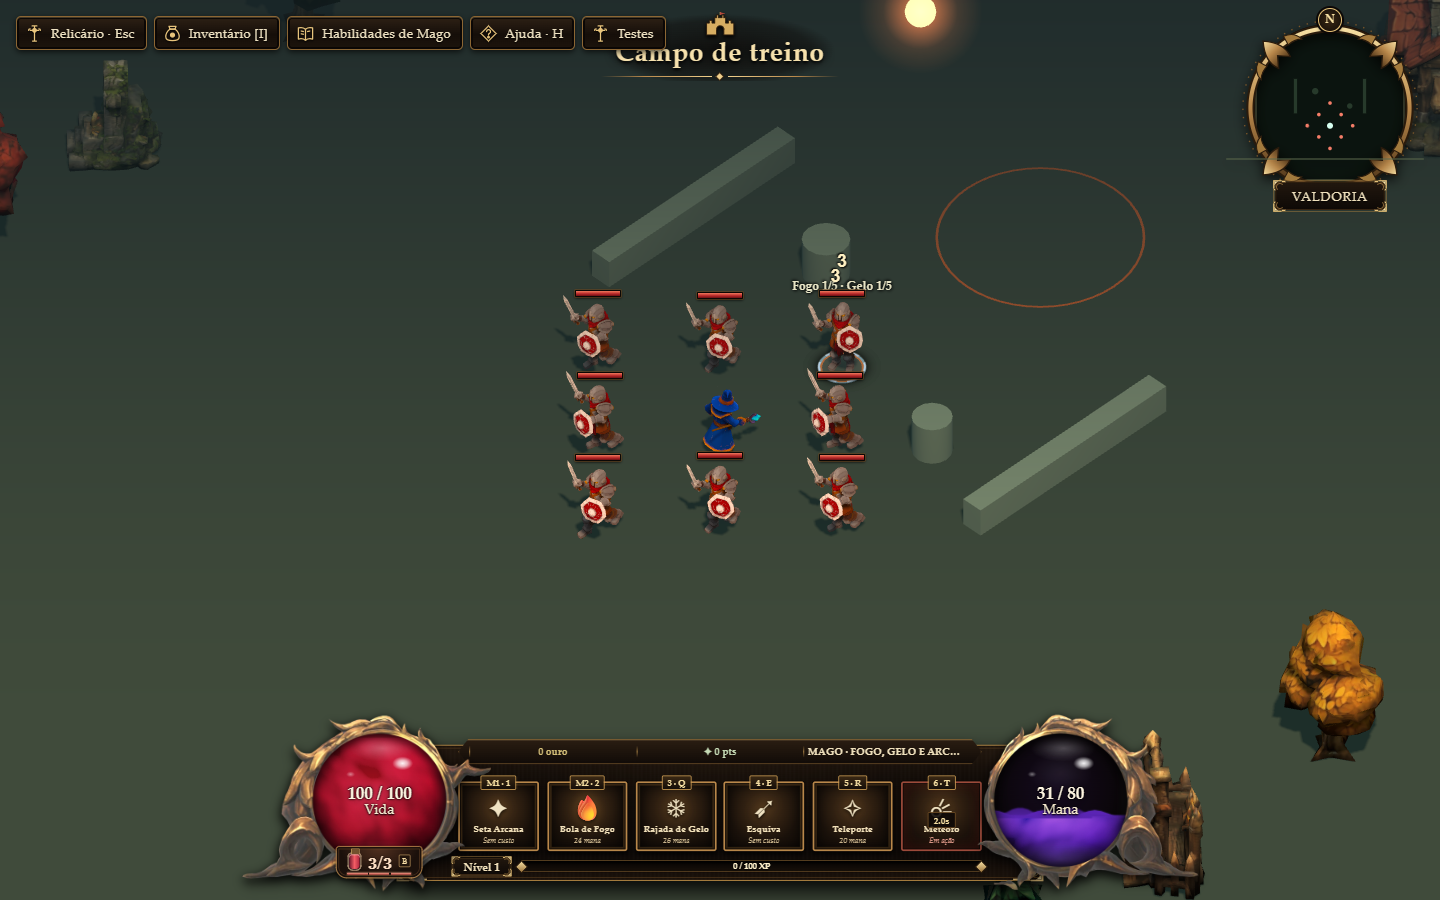 Relicário · Esc
Inventário [I]
Habilidades de Mago
Ajuda · H
Testes
Campo de treino
N
VALDORIA
3
3
Fogo 1/5 · Gelo 1/5
0 ouro
0 pts
MAGO · FOGO, GELO E ARC...
100 / 100
Vida
31 / 80
Mana
M1 · 1
Seta Arcana
Sem custo
M2 · 2
Bola de Fogo
24 mana
3 · Q
Rajada de Gelo
26 mana
4 · E
Esquiva
Sem custo
5 · R
Teleporte
20 mana
6 · T
2.0s
Meteoro
Em ação
3/3
B
Nível 1
0 / 100 XP